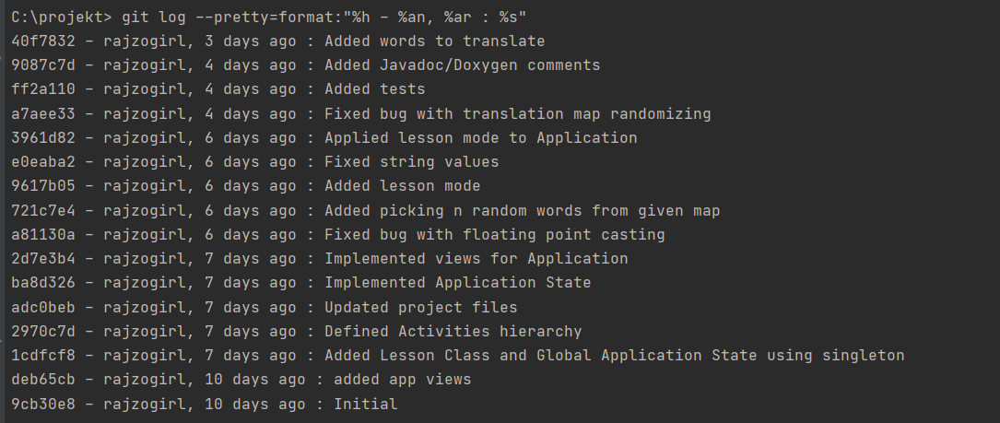 C:\projekt> git log --pretty=format:"%h - %an, %ar : %s"
40f7832 - rajzogirl, 3 days ago : Added words to translate
9087c7d - rajzogirl, 4 days ago : Added Javadoc/Doxygen comments
ff2a110 - rajzogirl, 4 days ago : Added tests
a7aee33 - rajzogirl, 4 days ago : Fixed bug with translation map randomizing
3961d82 - rajzogirl, 6 days ago : Applied lesson mode to Application
e0eaba2 - rajzogirl, 6 days ago : Fixed string values
9617b05 - rajzogirl, 6 days ago : Added lesson mode
721c7e4 - rajzogirl, 6 days ago : Added picking n random words from given map
a81130a - rajzogirl, 6 days ago : Fixed bug with floating point casting
2d7e3b4 - rajzogirl, 7 days ago : Implemented views for Application
ba8d326 - rajzogirl, 7 days ago : Implemented Application State
adc0beb - rajzogirl, 7 days ago : Updated project files
2970c7d - rajzogirl, 7 days ago : Defined Activities hierarchy
1cdfcf8 - rajzogirl, 7 days ago : Added Lesson Class and Global Application State using singleton
deb65cb - rajzogirl, 10 days ago : added app views
9cb30e8 - rajzogirl, 10 days ago : Initial